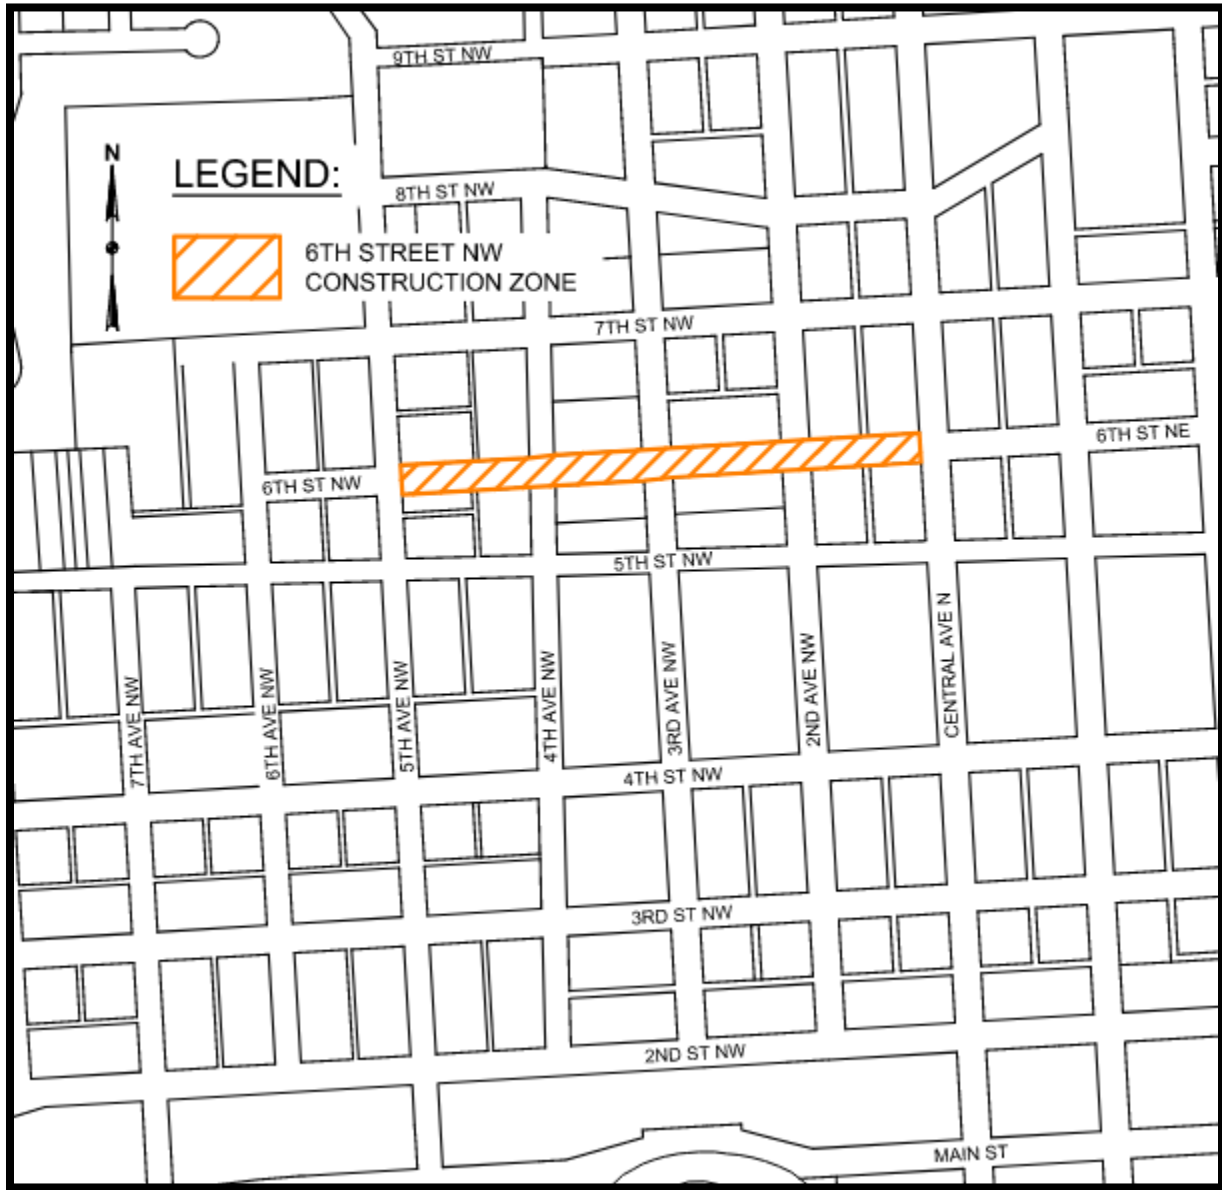 9TH ST NW
N
LEGEND:
8TH ST NW
6TH STREET NW
CONSTRUCTION ZONE
7TH ST NW
6TH ST NE
6TH ST NW
5TH ST NW
7TH AVE NW
6TH AVE NW
5TH AVE NW
4TH AVE NW
3RD AVE NW
2ND AVE NW
CENTRAL AVE N
4TH ST NW
3RD ST NW
2ND ST NW
MAIN ST